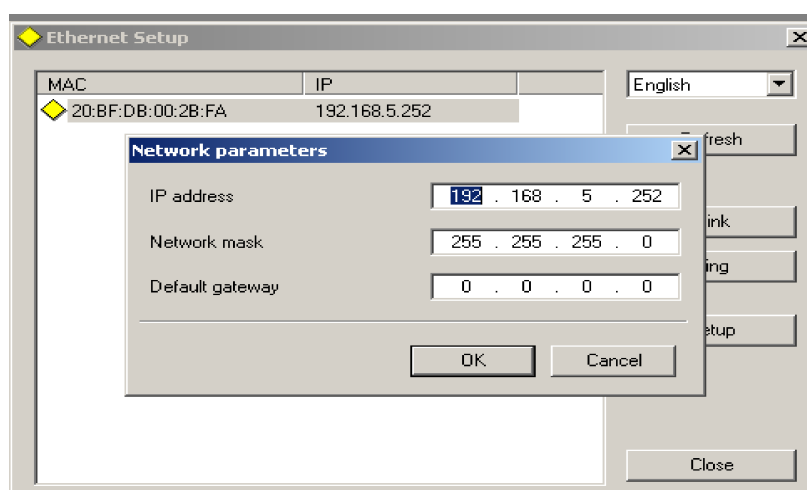 Ethernet Setup
MAC IP
English
20:BF:DB:00:2B:FA 192.168.5.252
Network parameters
IP address 192 . 168 . 5 . 252
Network mask 255 . 255 . 255 . 0
Default gateway 0 . 0 . 0 . 0
OK Cancel
Close